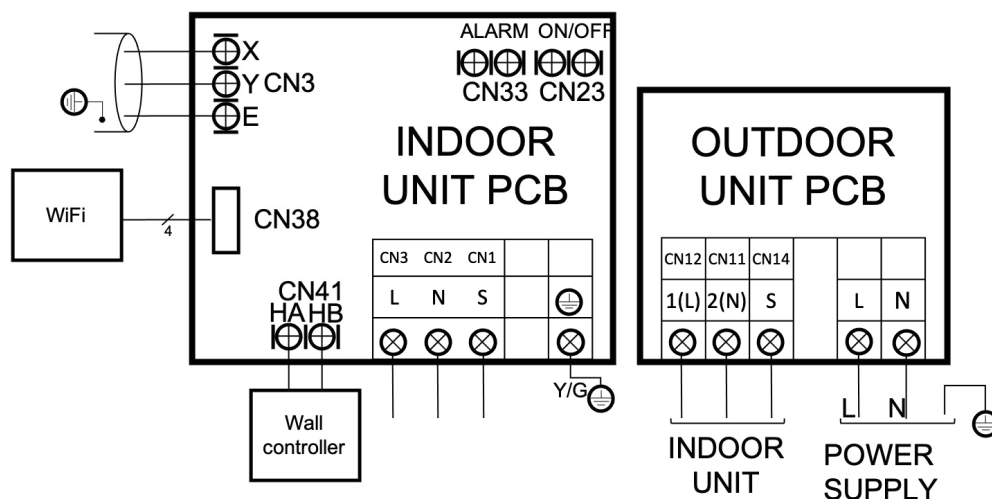 ALARM ON/OFF
X
Y CN3
E
CN33 CN23
INDOOR
UNIT PCB
OUTDOOR
UNIT PCB
WiFi
4
CN38
CN3 CN2 CN1
L N S
CN41
HA HB
CN12 CN11 CN14
1(L) 2(N) S L N
Y/G
Wall
controller
L N
INDOOR
UNIT
POWER
SUPPLY